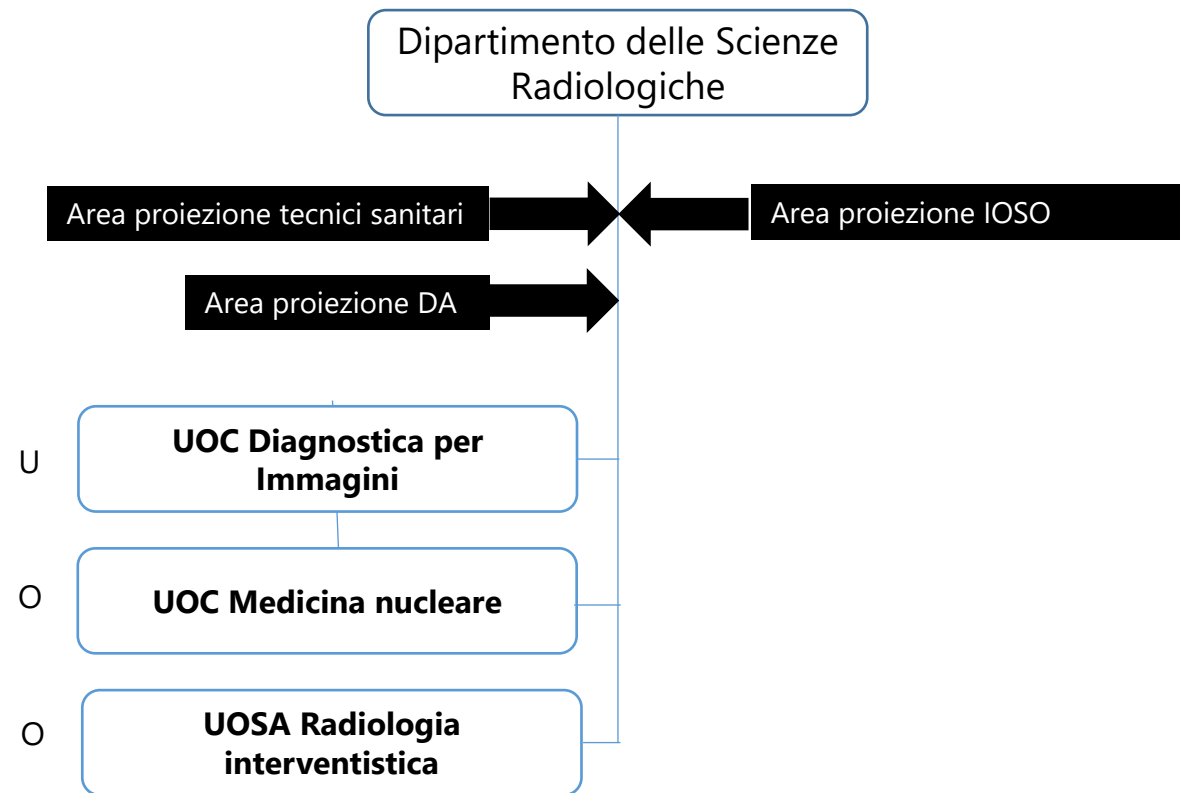 Dipartimento delle Scienze
Radiologiche
Area proiezione tecnici sanitari
Area proiezione IOSO
Area proiezione DA
U
UOC Diagnostica per
Immagini
O
UOC Medicina nucleare
O
UOSA Radiologia
interventistica